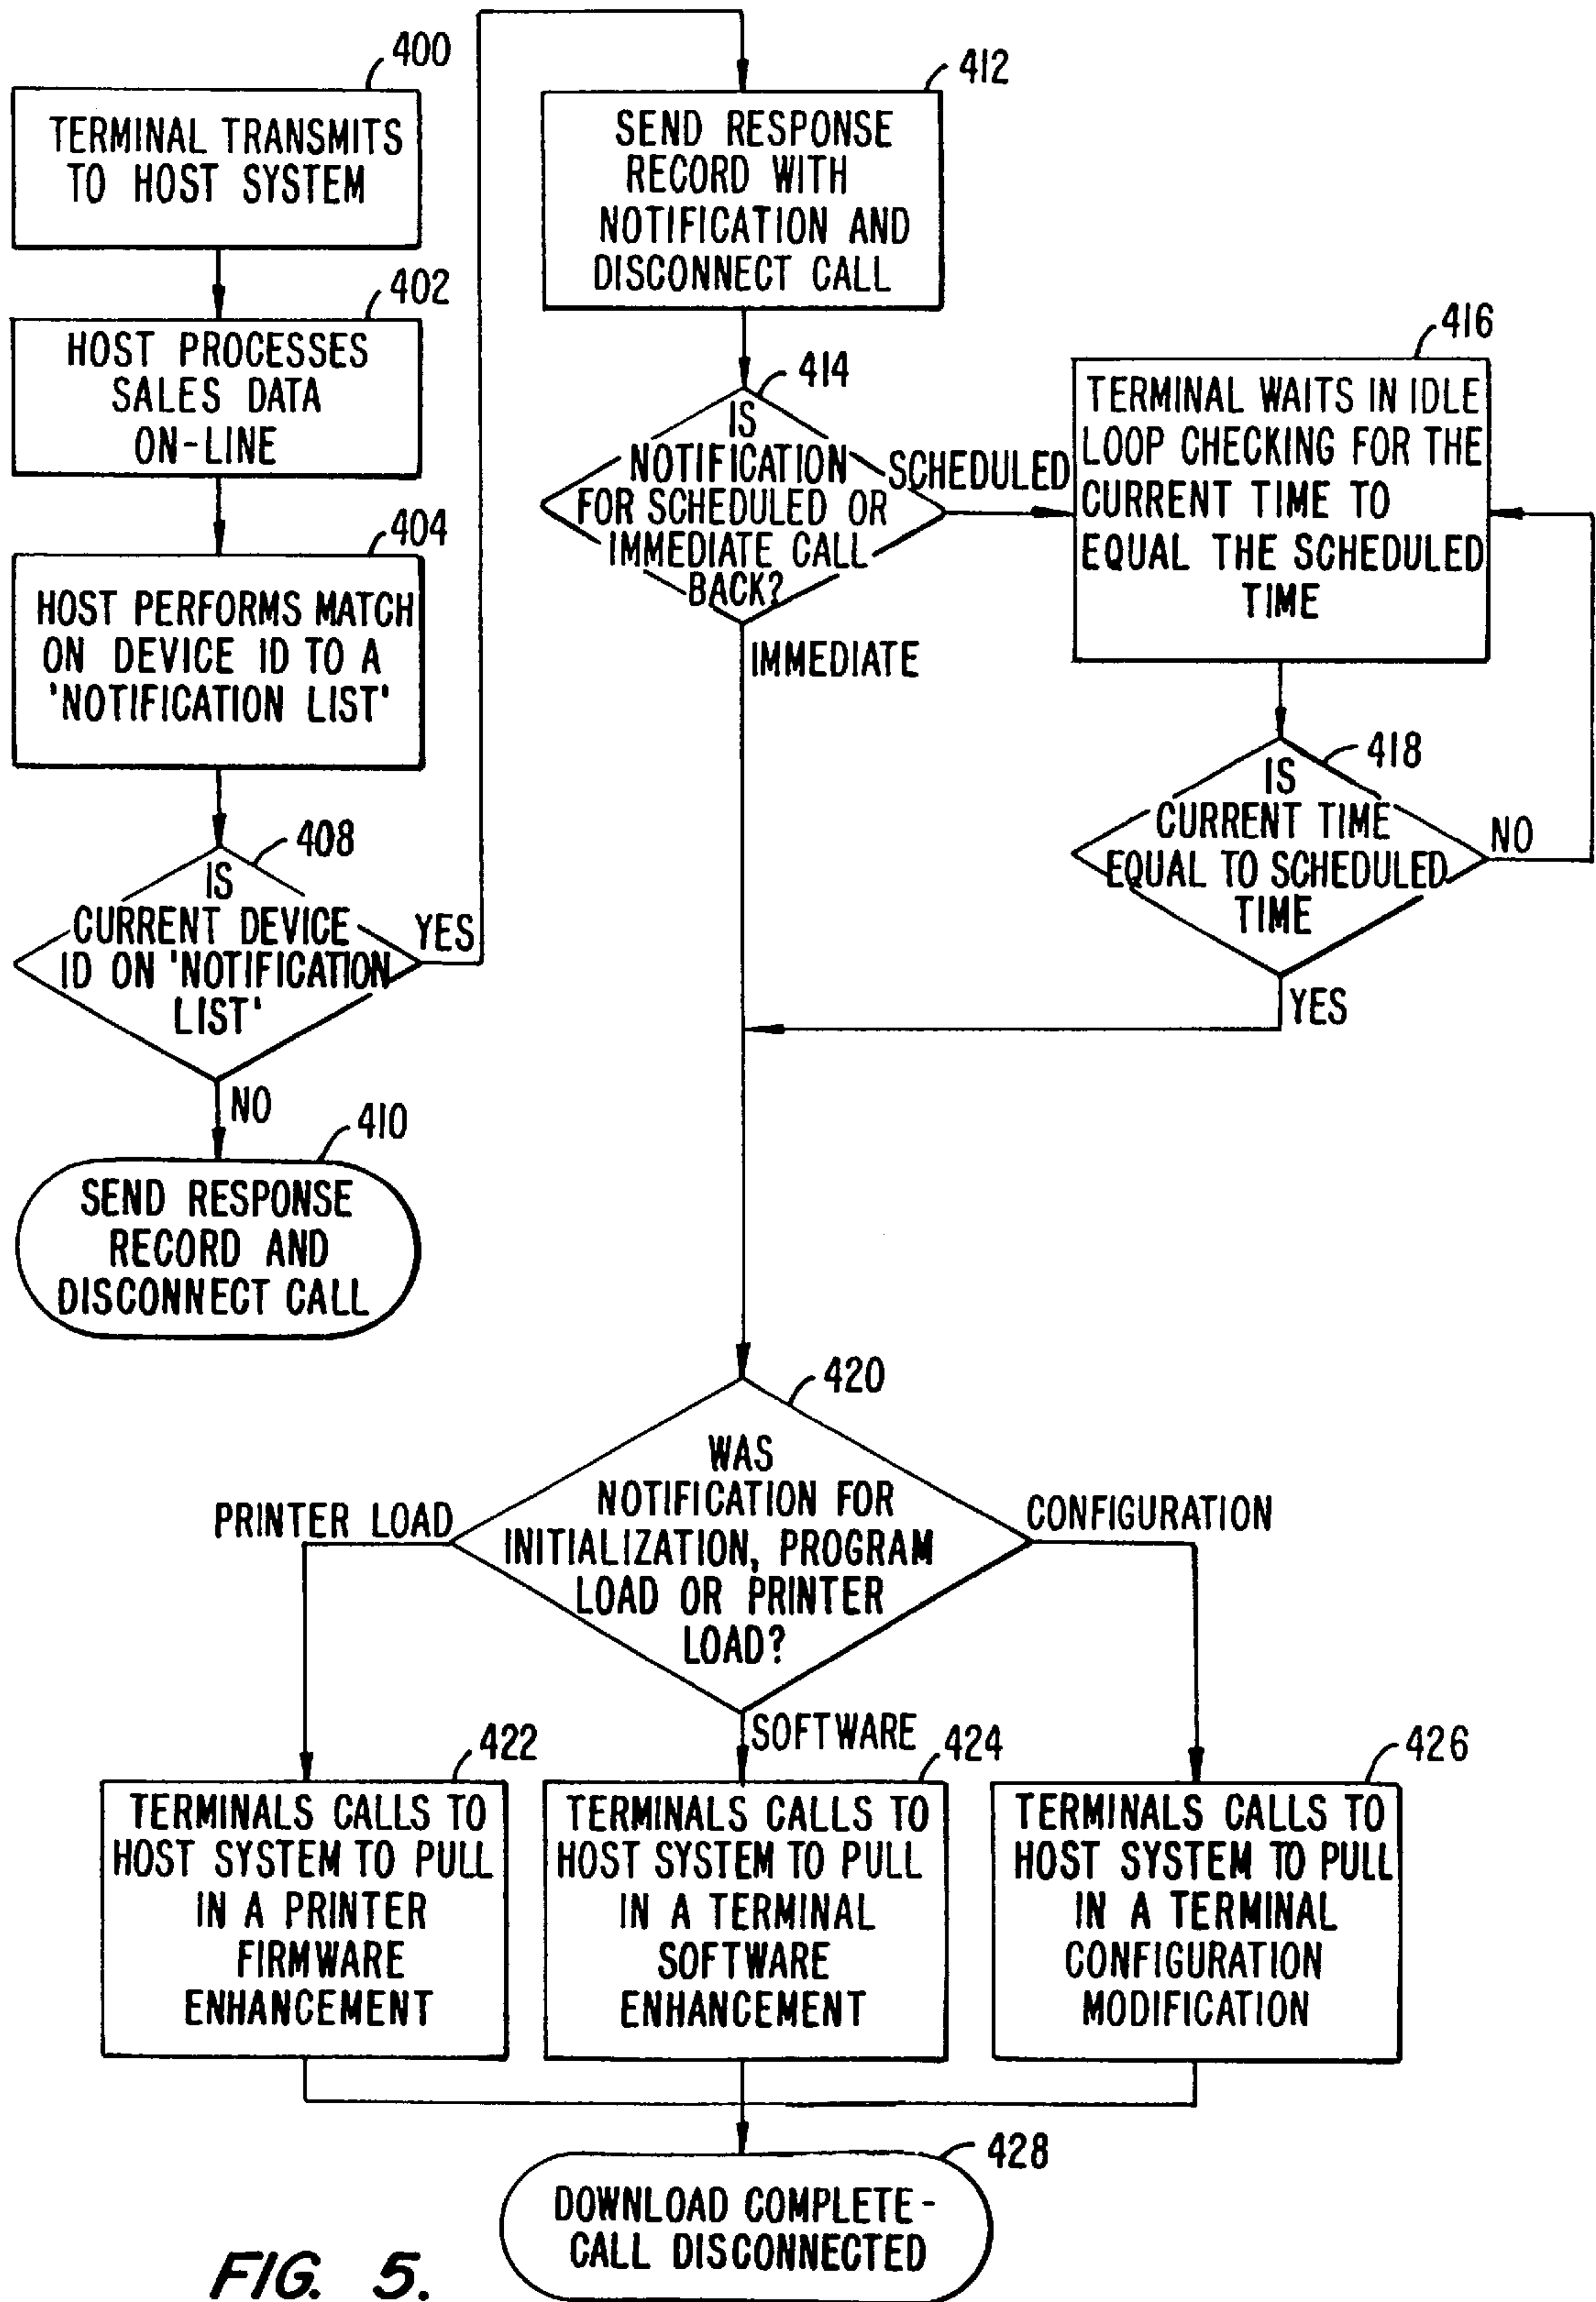 400
TERMINAL TRANSMITS
TO HOST SYSTEM
402
HOST PROCESSES
SALES DATA
ON-LINE
404
HOST PERFORMS MATCH
ON DEVICE ID TO A
'NOTIFICATION LIST'
408
IS
CURRENT DEVICE
ID ON 'NOTIFICATION
LIST'
YES
NO
410
SEND RESPONSE
RECORD AND
DISCONNECT CALL
412
SEND RESPONSE
RECORD WITH
NOTIFICATION AND
DISCONNECT CALL
414
IS
NOTIFICATION
FOR SCHEDULED OR
IMMEDIATE CALL
BACK?
SCHEDULED
IMMEDIATE
416
TERMINAL WAITS IN IDLE
LOOP CHECKING FOR THE
CURRENT TIME TO
EQUAL THE SCHEDULED
TIME
418
IS
CURRENT TIME
EQUAL TO SCHEDULED
TIME
NO
YES
420
WAS
NOTIFICATION FOR
INITIALIZATION, PROGRAM
LOAD OR PRINTER
LOAD?
PRINTER LOAD
SOFTWARE
CONFIGURATION
422
TERMINALS CALLS TO
HOST SYSTEM TO PULL
IN A PRINTER
FIRMWARE
ENHANCEMENT
424
TERMINALS CALLS TO
HOST SYSTEM TO PULL
IN A TERMINAL
SOFTWARE
ENHANCEMENT
426
TERMINALS CALLS TO
HOST SYSTEM TO PULL
IN A TERMINAL
CONFIGURATION
MODIFICATION
428
DOWNLOAD COMPLETE-
CALL DISCONNECTED
FIG. 5.